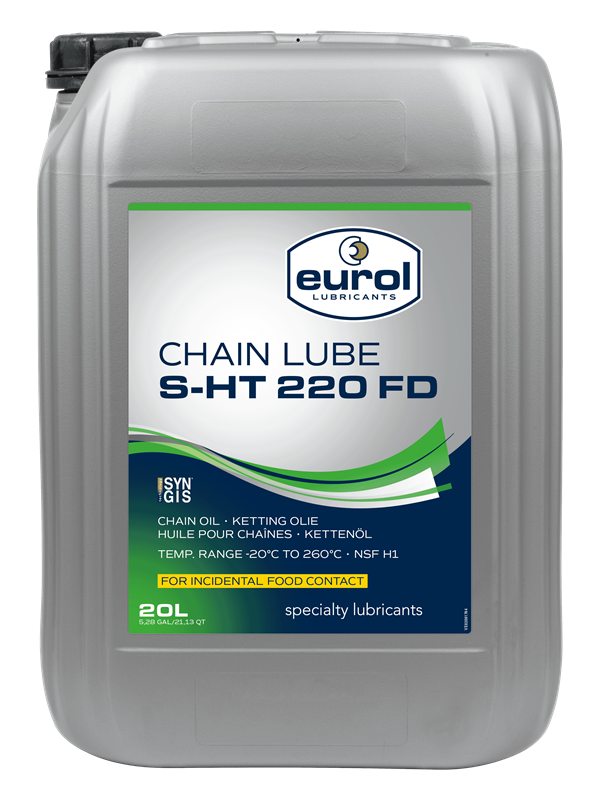 eurol
LUBRICANTS
CHAIN LUBE
S-HT 220 FD
SYN
GIS
CHAIN OIL · KETTING OLIE
HUILE POUR CHAÎNES · KETTENÖL
TEMP. RANGE -20°C TO 260°C · NSF H1
FOR INCIDENTAL FOOD CONTACT
20L
5,28 GAL/21,13 QT
specialty lubricants